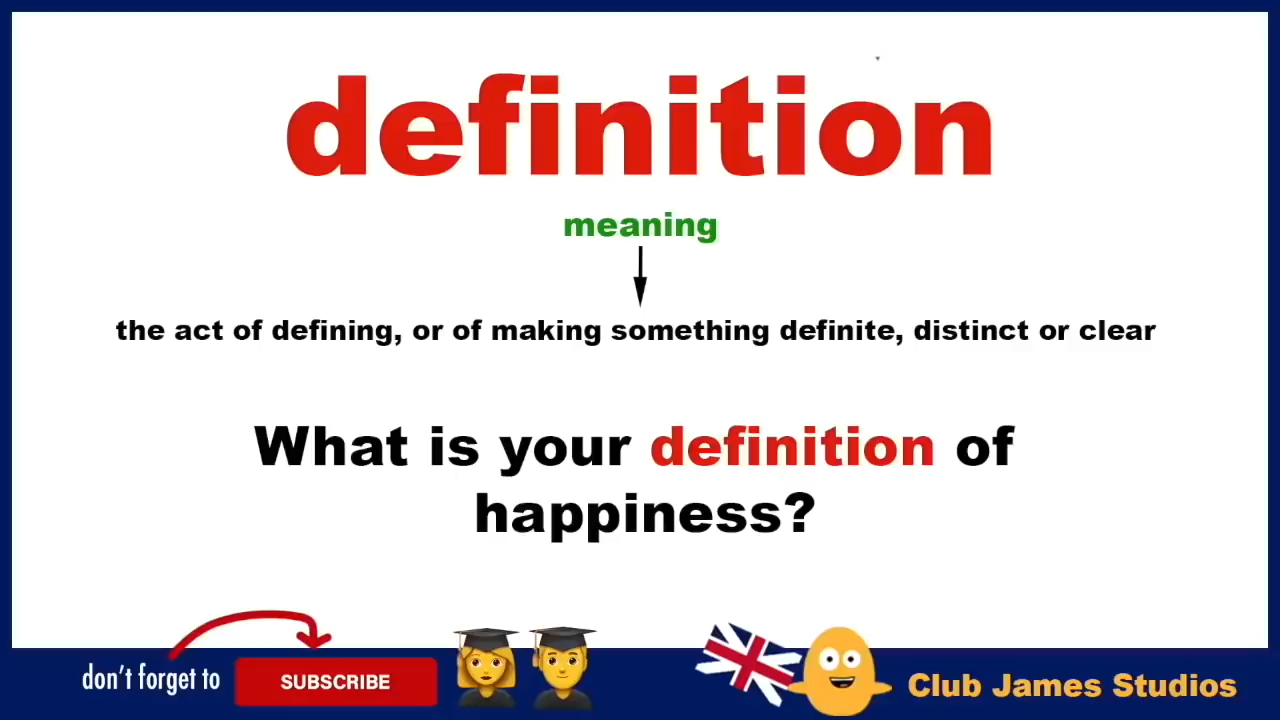 definition
meaning
the act of defining, or of making something definite, distinct or clear
What is your definition of
happiness?
don't forget to
SUBSCRIBE
Club James Studios